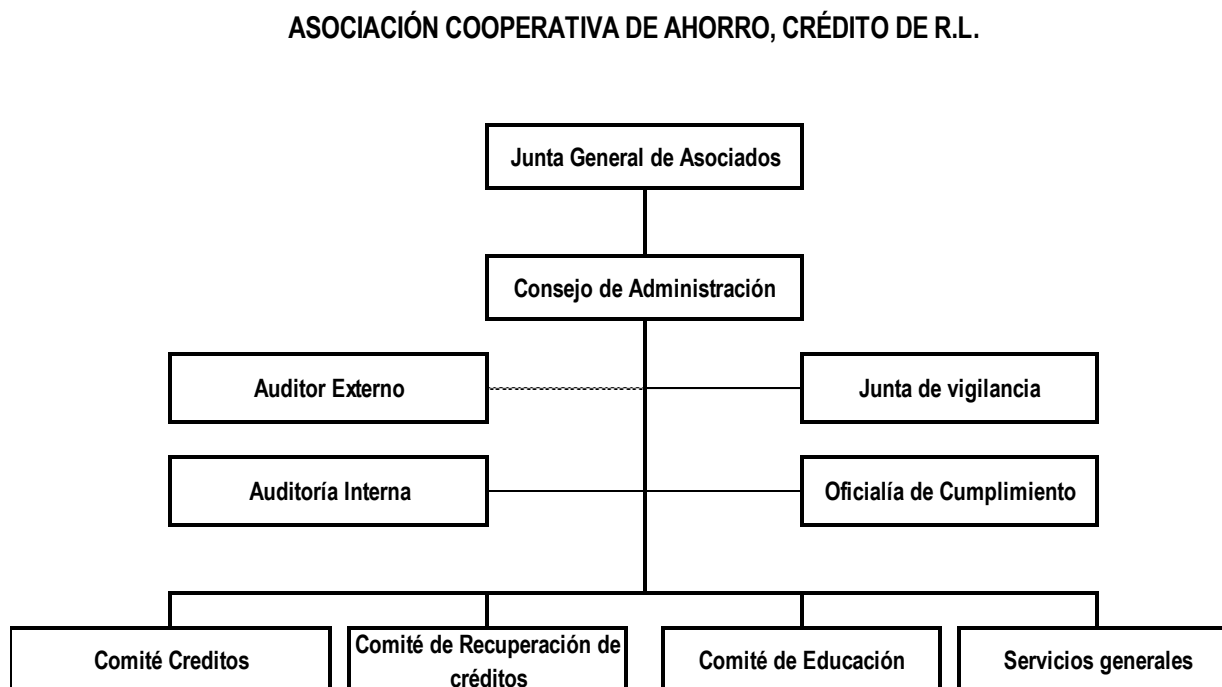 ASOCIACIÓN COOPERATIVA DE AHORRO, CRÉDITO DE R.L.
Junta General de Asociados
Consejo de Administración
Auditor Externo
Junta de vigilancia
Auditoría Interna
Oficialía de Cumplimiento
Comité Creditos
Comité de Recuperación de
créditos
Comité de Educación
Servicios generales